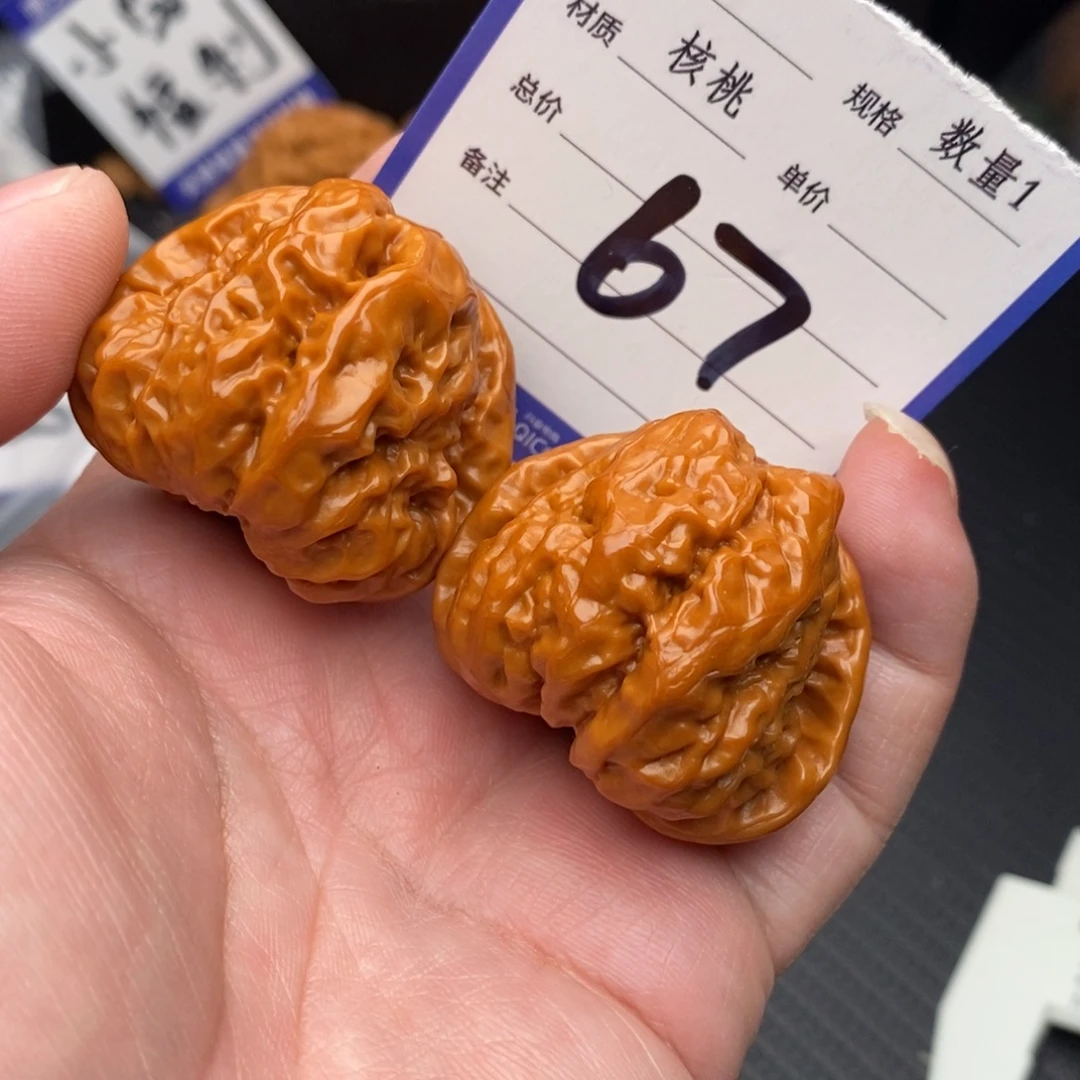 材质 核桃 规格 数量1
总价 单价
备注 67